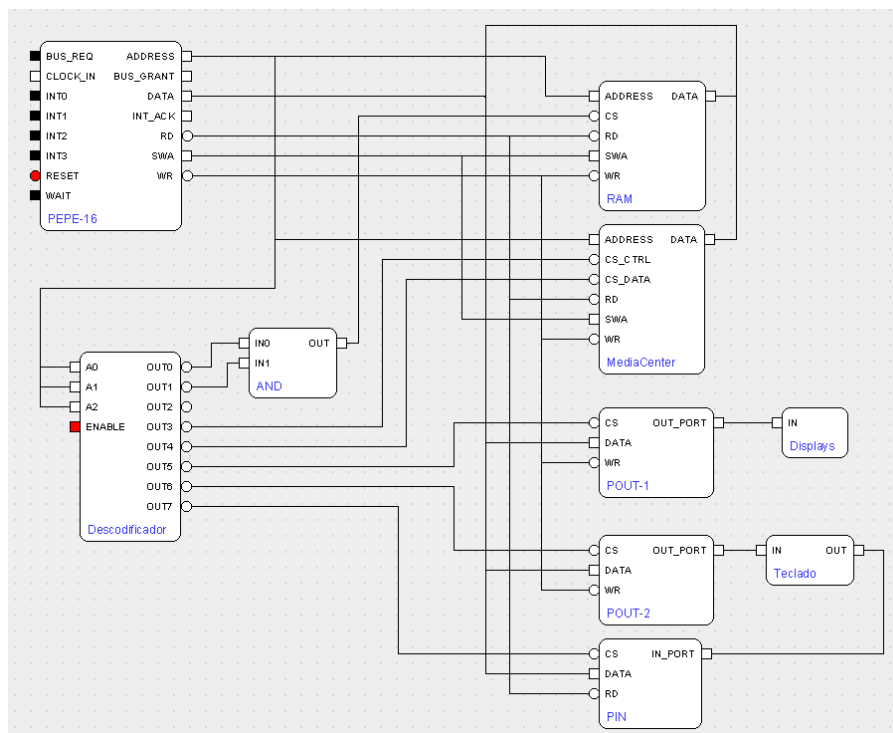 BUS_REQ ADDRESS
CLOCK_IN BUS_GRANT
INT0 DATA
INT1 INT_ACK
INT2 RD
INT3 SWA
RESET WR
WAIT
PEPE-16
ADDRESS DATA
CS
RD
SWA
WR
RAM
ADDRESS DATA
CS_CTRL
CS_DATA
RD
SWA
WR
MediaCenter
IN0 OUT
IN1
AND
A0 OUT0
A1 OUT1
A2 OUT2
ENABLE OUT3
OUT4
OUT5
OUT6
OUT7
Descodificador
CS OUT_PORT
DATA
WR
POUT-1
IN
Displays
CS OUT_PORT
DATA
WR
POUT-2
IN OUT
Teclado
CS IN_PORT
DATA
RD
PIN